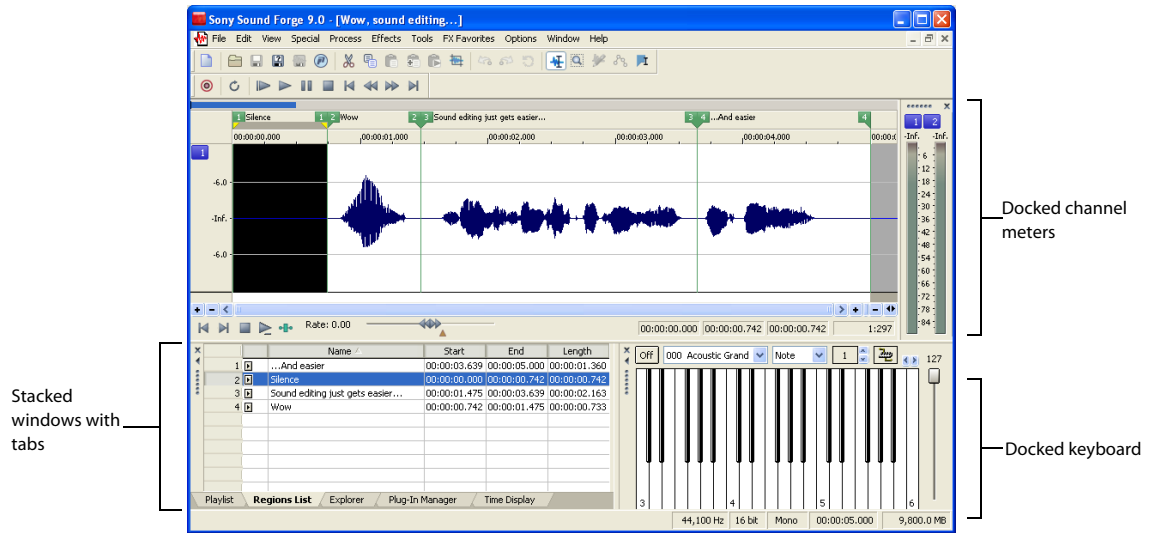 Sony Sound Forge 9.0 - [Wow, sound editing...]
File Edit View Special Process Effects Tools FX Favorites Options Window Help
1 Silence 1 2 Wow 2 3 Sound editing just gets easier... 3 4 ...And easier 4
1 2
00:00:00.000 ,00:00:01.000 ,00:00:02.000 ,00:00:03.000 ,00:00:04.000 00:00:(
-Inf. -Inf.
1
-6.0
-Inf.
-6.0
6
12
18
24
30
36
42
48
54
60
66
72
78
84
Docked channel
meters
Rate: 0.00
00:00:00.000 00:00:00.742 00:00:00.742 1:297
Name Start End Length
1 ...And easier 00:00:03.639 00:00:05.000 00:00:01.360
2 Silence 00:00:00.000 00:00:00.742 00:00:00.742
3 Sound editing just gets easier... 00:00:01.475 00:00:03.639 00:00:02.163
4 Wow 00:00:00.742 00:00:01.475 00:00:00.733
Playlist Regions List Explorer Plug-In Manager Time Display
Stacked
windows with
tabs
Off 000 Acoustic Grand Note 1 127
3 4 5 6
Docked keyboard
44,100 Hz 16 bit Mono 00:00:05.000 9,800.0 MB